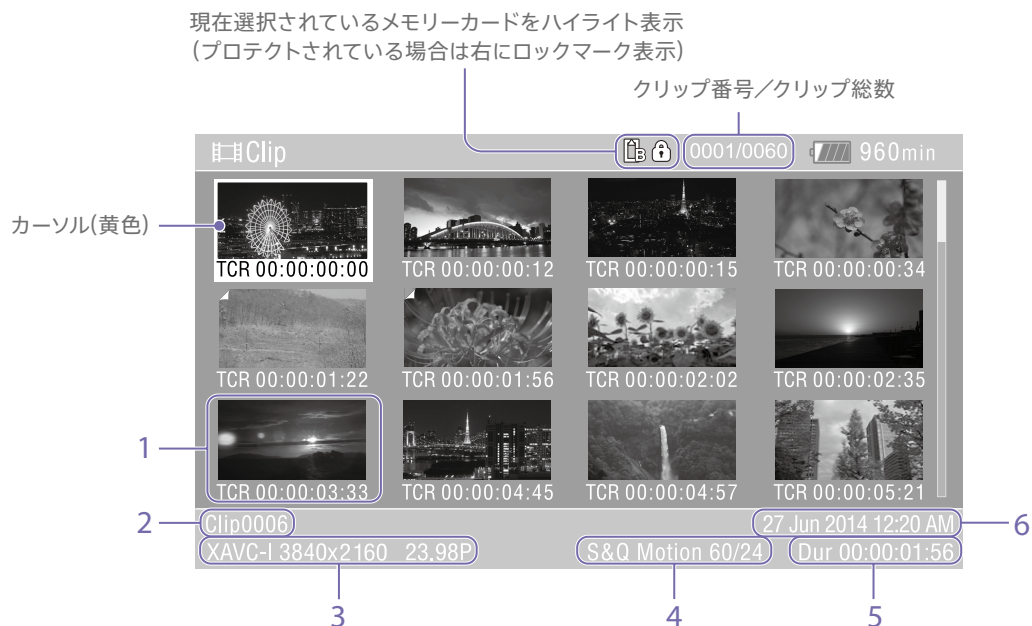 現在選択されているメモリーカードをハイライト表示
(プロテクトされている場合は右にロックマーク表示)
クリップ番号／クリップ総数
Clip
B
0001/0060
960min
カーソル(黄色)
TCR 00:00:00:00
TCR 00:00:00:12
TCR 00:00:00:15
TCR 00:00:00:34
TCR 00:00:01:22
TCR 00:00:01:56
TCR 00:00:02:02
TCR 00:00:02:35
1
TCR 00:00:03:33
TCR 00:00:04:45
TCR 00:00:04:57
TCR 00:00:05:21
2
Clip0006
27 Jun 2014 12:20 AM
6
XAVC-I 3840x2160 23.98P
S&Q Motion 60/24
Dur 00:00:01:56
3
4
5